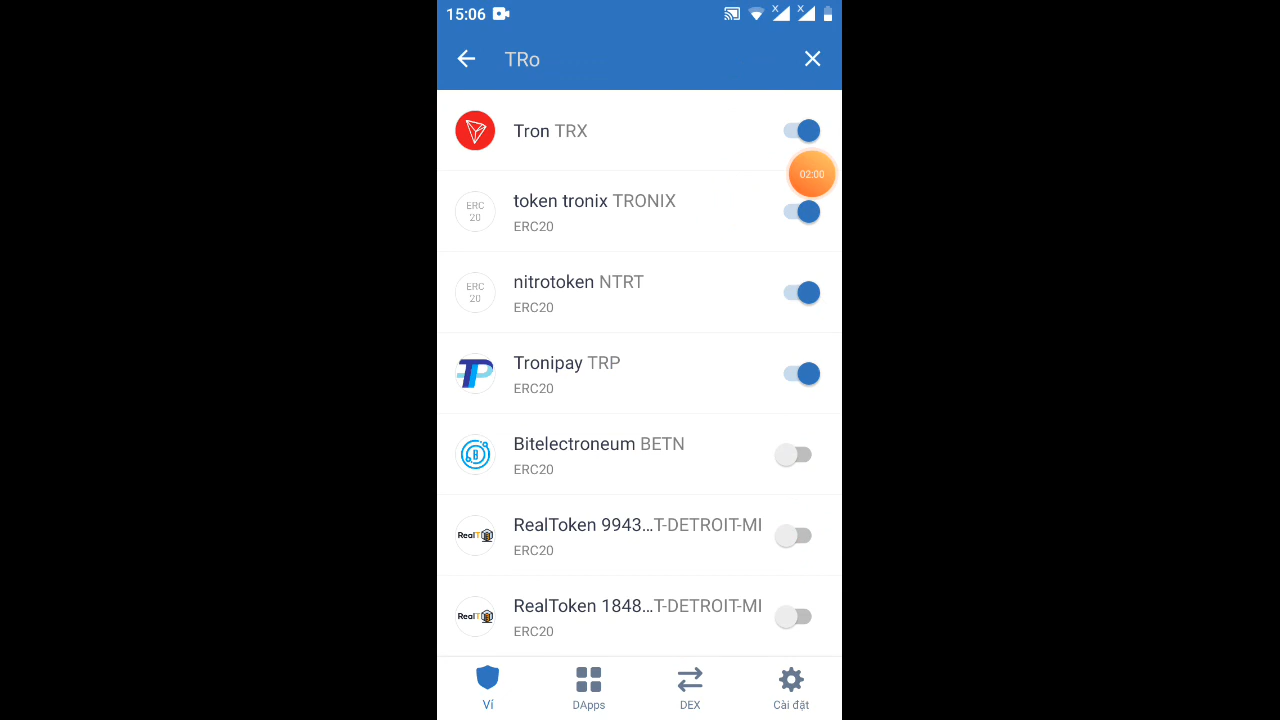 15:06
TRo
Tron TRX
02:00
ERC
20
token tronix TRONIX
ERC20
ERC
20
nitrotoken NTRT
ERC20
Tronipay TRP
ERC20
Bitelectroneum BETN
ERC20
RealT
RealToken 9943...T-DETROIT-MI
ERC20
RealT
RealToken 1848...T-DETROIT-MI
ERC20
Ví
DApps
DEX
Cài đặt